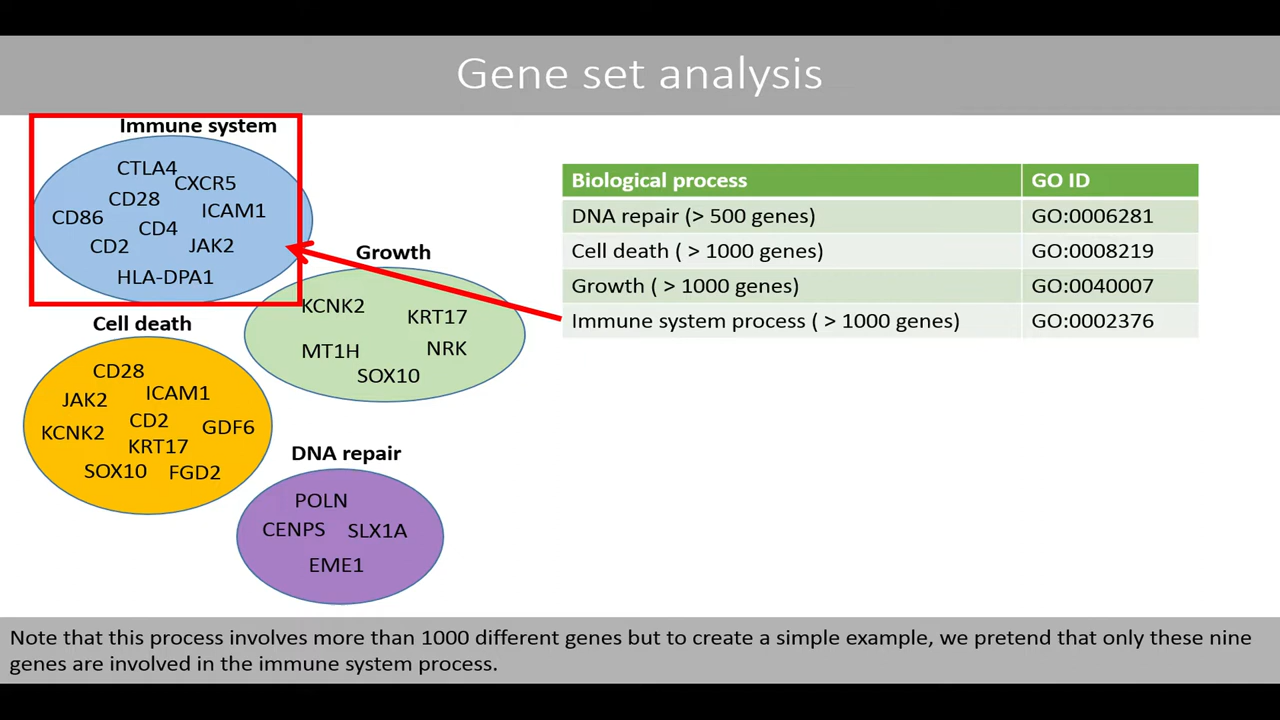 Gene set analysis
Immune system
CTLA4
CXCR5
CD28
CD86
ICAM1
CD4
CD2
JAK2
HLA-DPA1
Growth
KCNK2
KRT17
MT1H
NRK
SOX10
Cell death
CD28
ICAM1
JAK2
CD2
GDF6
KCNK2
KRT17
SOX10
FGD2
DNA repair
POLN
CENPS
SLX1A
EME1
Biological process GO ID
DNA repair (> 500 genes) GO:0006281
Cell death ( > 1000 genes) GO:0008219
Growth ( > 1000 genes) GO:0040007
Immune system process ( > 1000 genes) GO:0002376
Note that this process involves more than 1000 different genes but to create a simple example, we pretend that only these nine
genes are involved in the immune system process.